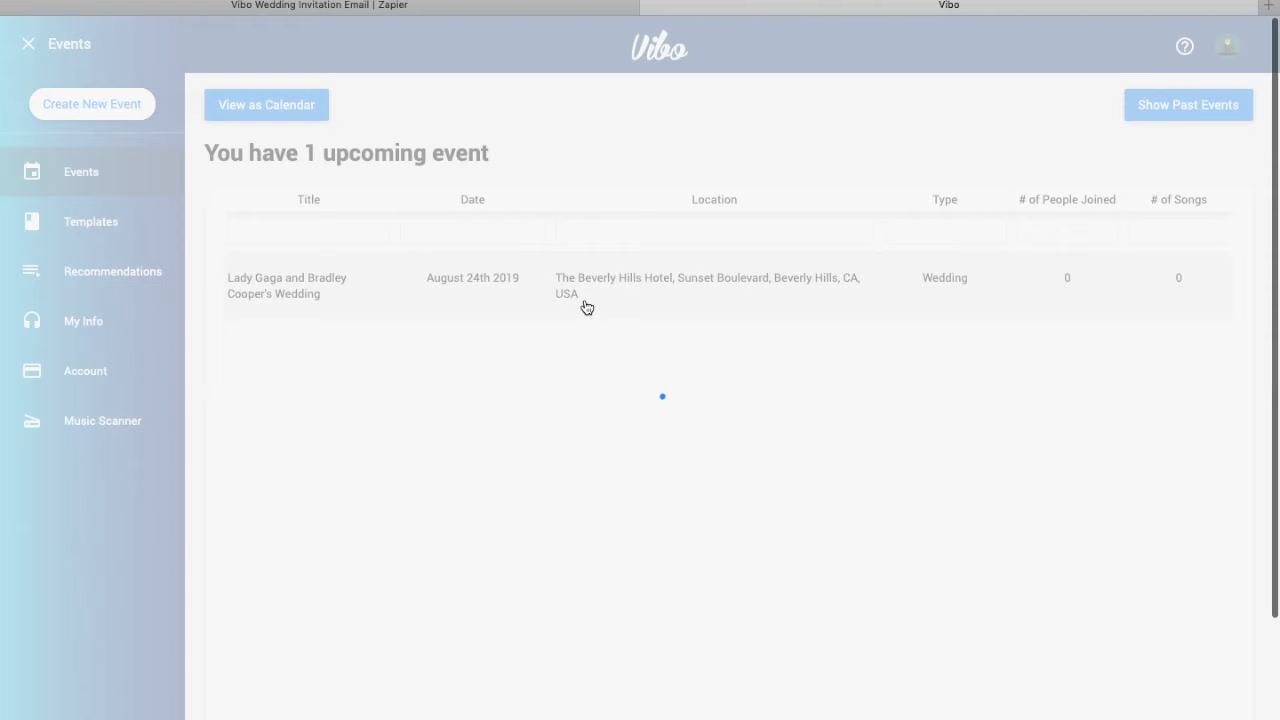 Vibo Wedding Invitation Email | Zapier
Vibo
Events
Vibo
Create New Event
View as Calendar
Show Past Events
You have 1 upcoming event
Events
Templates
Recommendations
My Info
Account
Music Scanner
Title Date Location Type # of People Joined # of Songs
Lady Gaga and Bradley August 24th 2019 The Beverly Hills Hotel, Sunset Boulevard, Beverly Hills, CA, Wedding 0 0
Cooper's Wedding USA